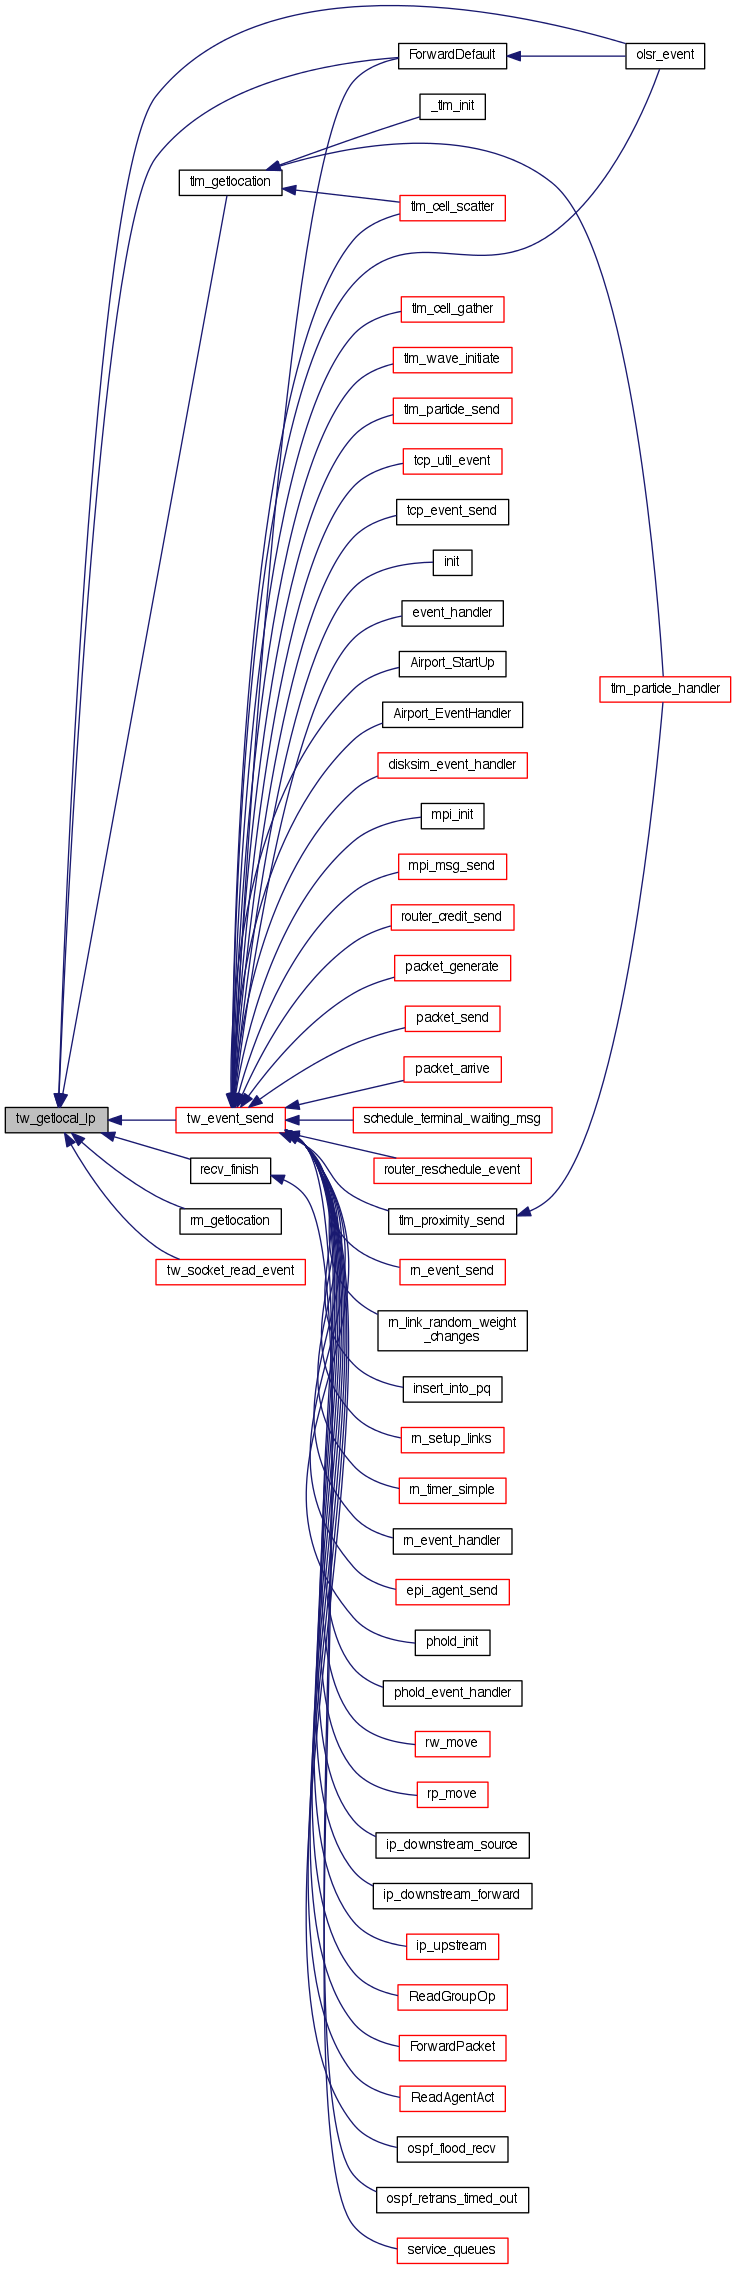 olsr_event
ForwardDefault
_tlm_init
tlm_getlocation
tlm_cell_scatter
tlm_cell_gather
tlm_wave_initiate
tlm_particle_send
tcp_util_event
tcp_event_send
init
event_handler
Airport_StartUp
tlm_particle_handler
Airport_EventHandler
disksim_event_handler
mpi_init
mpi_msg_send
router_credit_send
packet_generate
packet_send
packet_arrive
tw_getlocal_lp
tw_event_send
schedule_terminal_waiting_msg
recv_finish
router_reschedule_event
rm_getlocation
tlm_proximity_send
tw_socket_read_event
rn_event_send
rn_link_random_weight
_changes
insert_into_pq
rn_setup_links
rn_timer_simple
rn_event_handler
epi_agent_send
phold_init
phold_event_handler
rw_move
rp_move
ip_downstream_source
ip_downstream_forward
ip_upstream
ReadGroupOp
ForwardPacket
ReadAgentAct
ospf_flood_recv
ospf_retrans_timed_out
service_queues